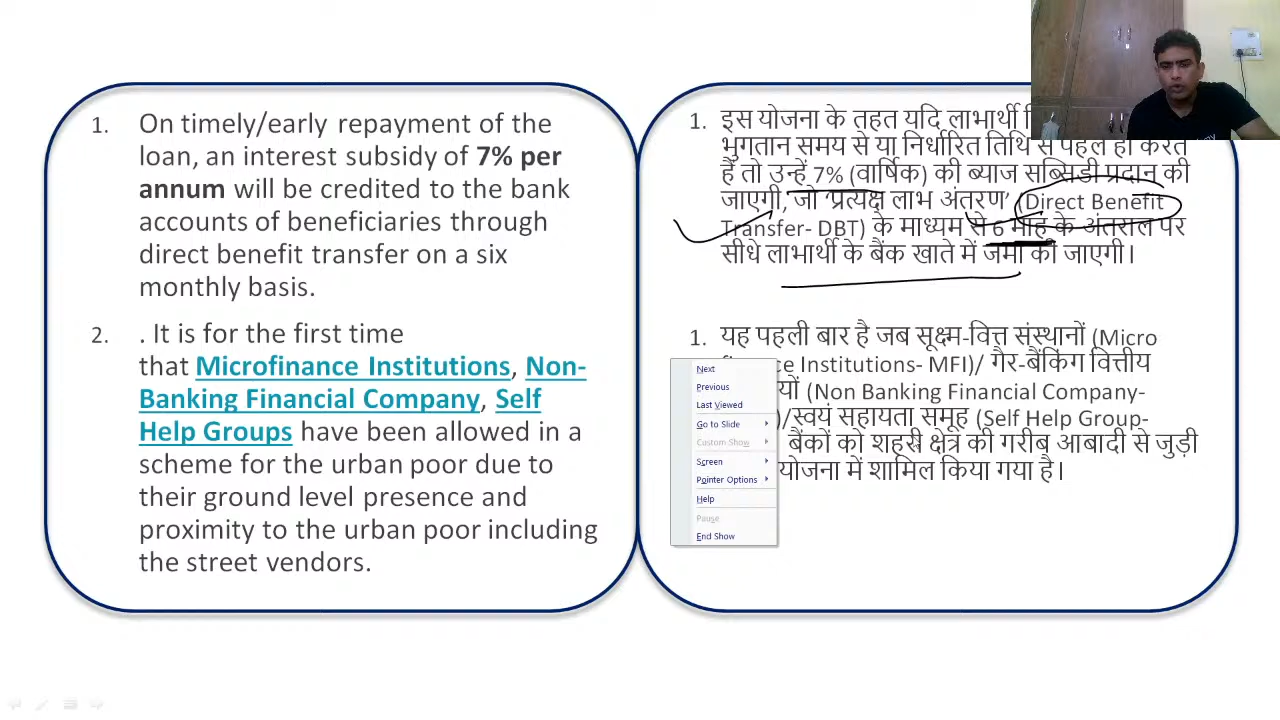 1. On timely/early repayment of the
loan, an interest subsidy of 7% per
annum will be credited to the bank
accounts of beneficiaries through
direct benefit transfer on a six
monthly basis.
2. . It is for the first time
that Microfinance Institutions, Non-
Banking Financial Company, Self
Help Groups have been allowed in a
scheme for the urban poor due to
their ground level presence and
proximity to the urban poor including
the street vendors.
1. इस योजना के तहत यदि लाभार्थी
भुगतान समय से या निर्धारित तिथि से पहले ही करते
हैं तो उन्हें 7% (वार्षिक) की ब्याज सब्सिडी प्रदान की
जाएगी, जो ‘प्रत्यक्ष लाभ अंतरण’ (Direct Benefit
Transfer- DBT) के माध्यम से 6 माह के अंतराल पर
सीधे लाभार्थी के बैंक खाते में जमा की जाएगी।
1. यह पहली बार है जब सूक्ष्म-वित्त संस्थानों (Micro
Institutions- MFI)/ गैर-बैंकिंग वित्तीय
(Non Banking Financial Company-
)/स्वयं सहायता समूह (Self Help Group-
बैंकों को शहरी क्षेत्र की गरीब आबादी से जुड़ी
योजना में शामिल किया गया है।
Next
Previous
Last Viewed
Go to Slide
Custom Show
Screen
Pointer Options
Help
Pause
End Show